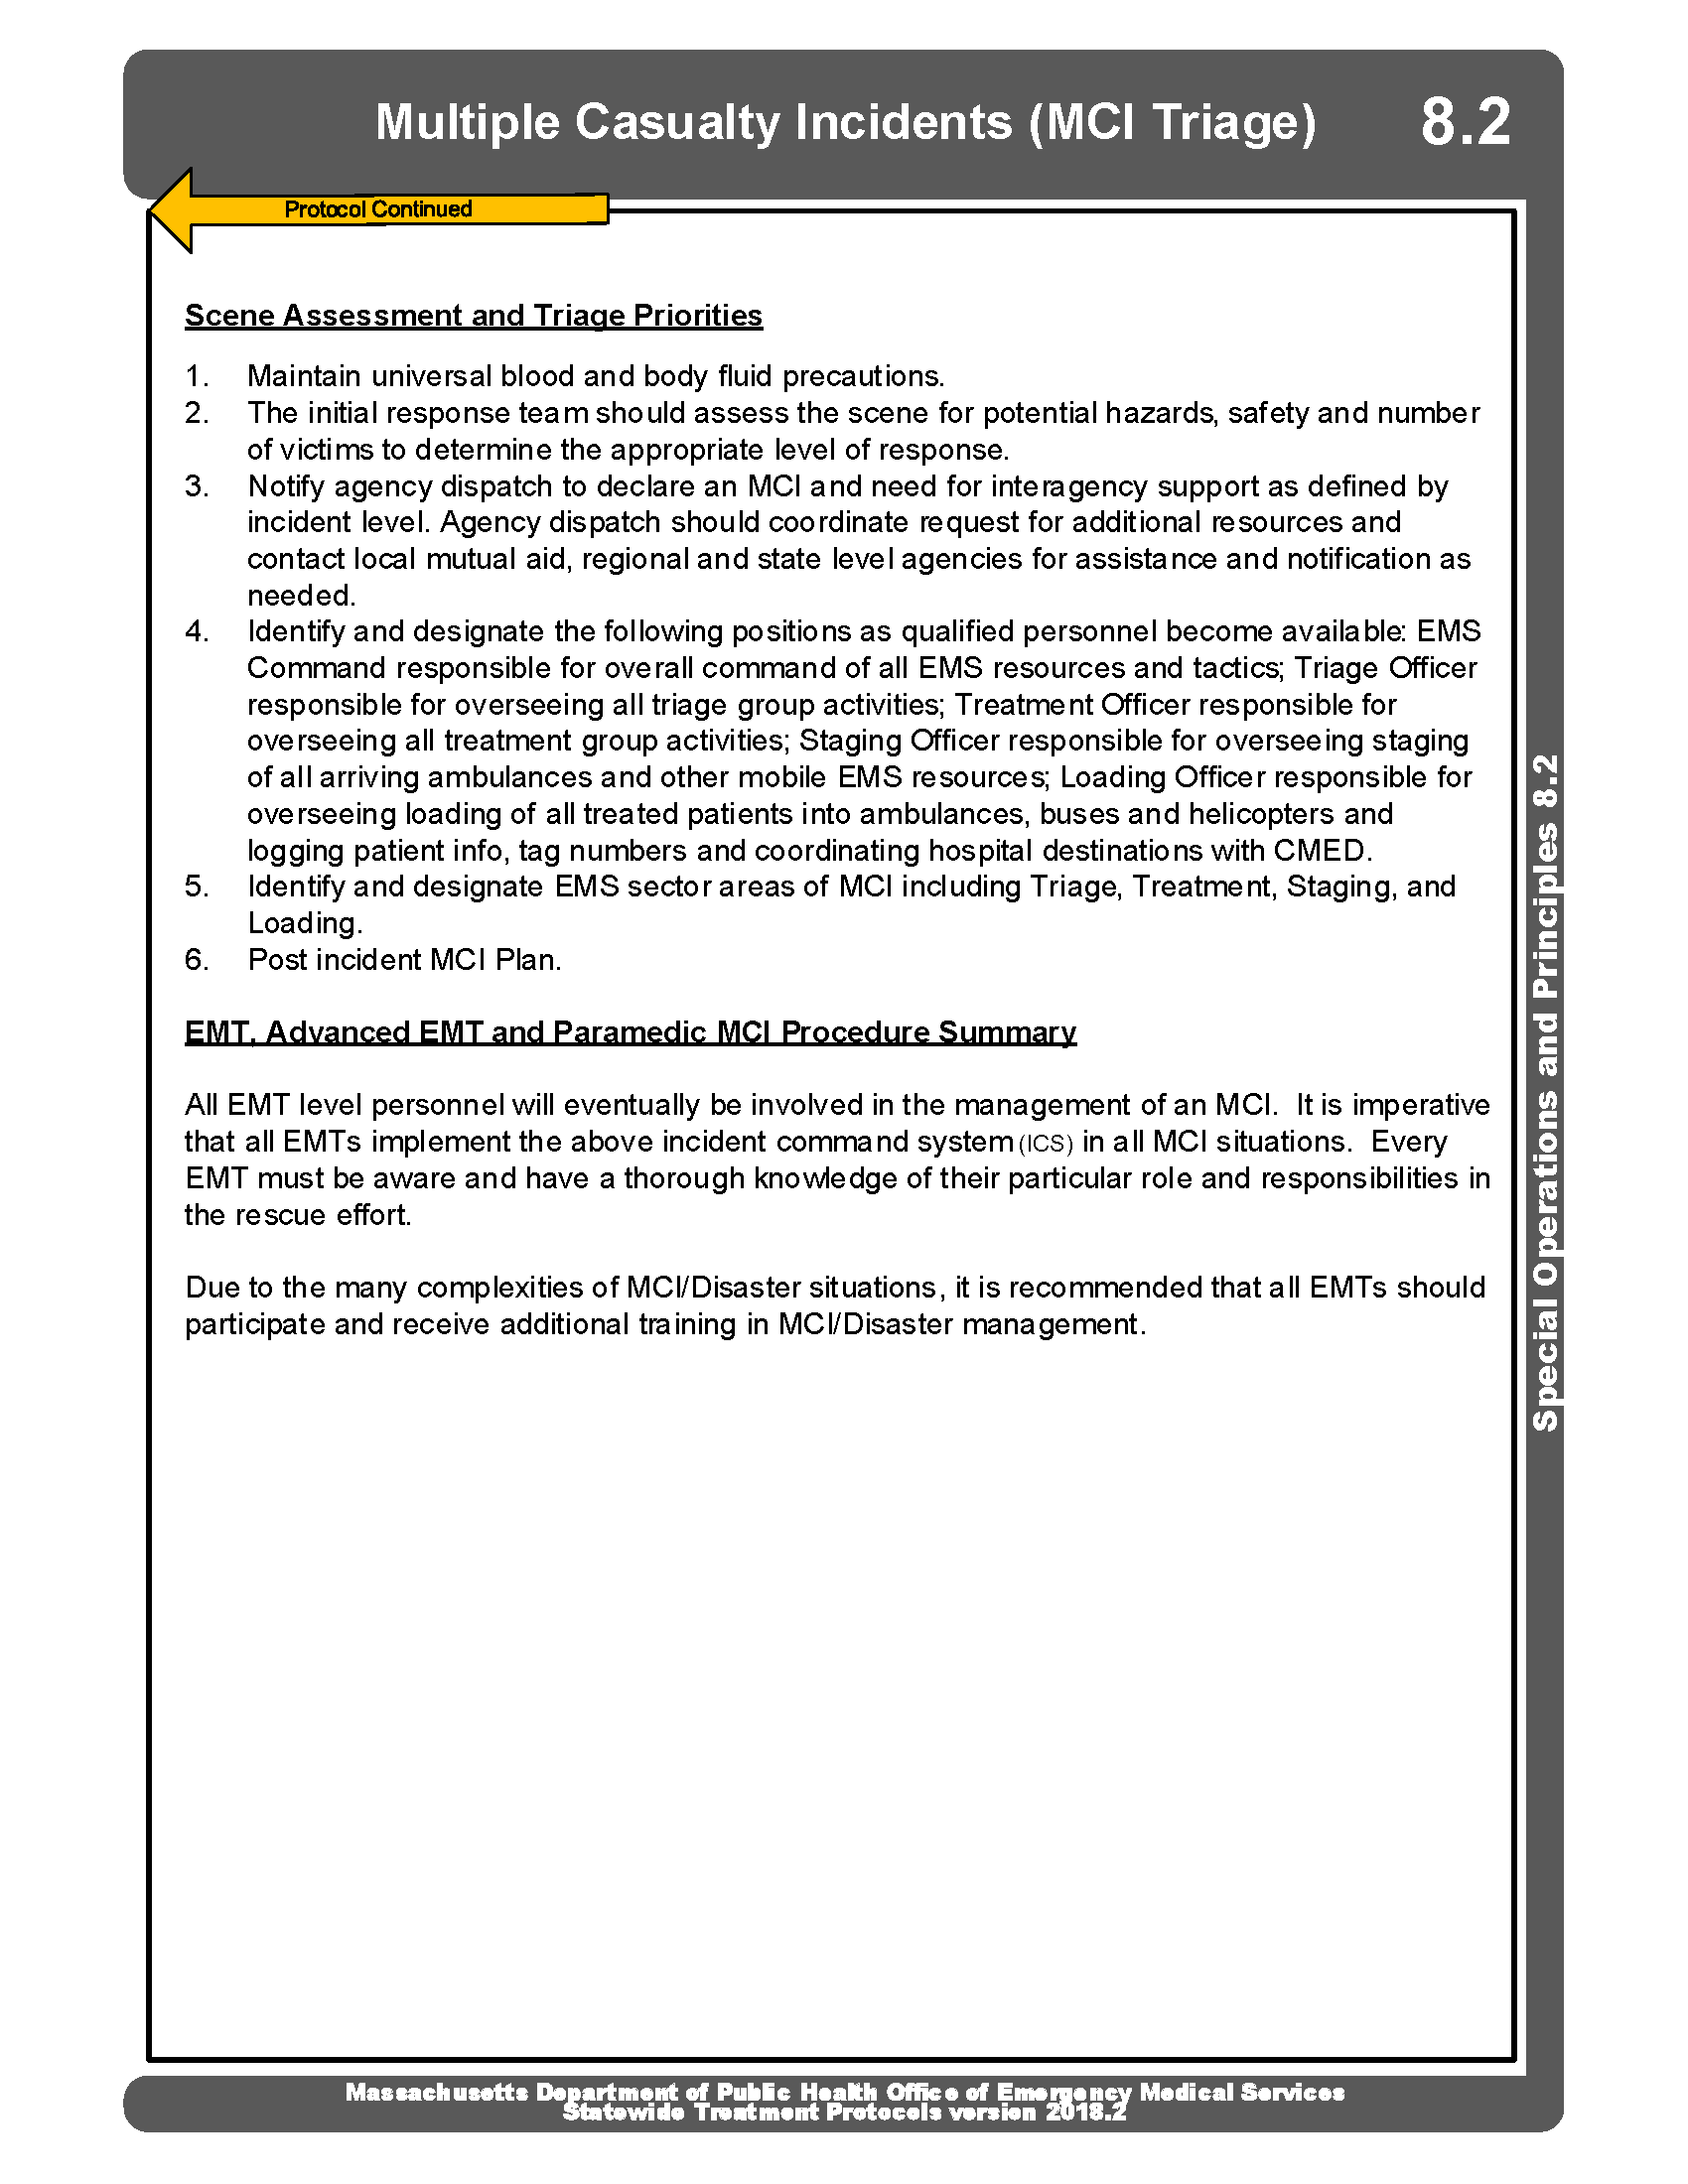 Multiple Casualty Incidents (MCI Triage) 8.2
Protocol Continued
Scene Assessment and Triage Priorities
1. Maintain universal blood and body fluid precautions.
2. The initial response team should assess the scene for potential hazards, safety and number
of victims to determine the appropriate level of response.
3. Notify agency dispatch to declare an MCI and need for interagency support as defined by
incident level. Agency dispatch should coordinate request for additional resources and
contact local mutual aid, regional and state level agencies for assistance and notification as
needed.
4. Identify and designate the following positions as qualified personnel become available: EMS
Command responsible for overall command of all EMS resources and tactics; Triage Officer
responsible for overseeing all triage group activities; Treatment Officer responsible for
overseeing all treatment group activities; Staging Officer responsible for overseeing staging
of all arriving ambulances and other mobile EMS resources; Loading Officer responsible for
overseeing loading of all treated patients into ambulances, buses and helicopters and
logging patient info, tag numbers and coordinating hospital destinations with CMED.
5. Identify and designate EMS sector areas of MCI including Triage, Treatment, Staging, and
Loading.
6. Post incident MCI Plan.
EMT, Advanced EMT and Paramedic MCI Procedure Summary
All EMT level personnel will eventually be involved in the management of an MCI. It is imperative
that all EMTs implement the above incident command system (ICS) in all MCI situations. Every
EMT must be aware and have a thorough knowledge of their particular role and responsibilities in
the rescue effort.
Due to the many complexities of MCI/Disaster situations, it is recommended that all EMTs should
participate and receive additional training in MCI/Disaster management.
Special Operations and Principles 8.2
Massachusetts Department of Public Health Office of Emergency Medical Services
Statewide Treatment Protocols version 2018.2